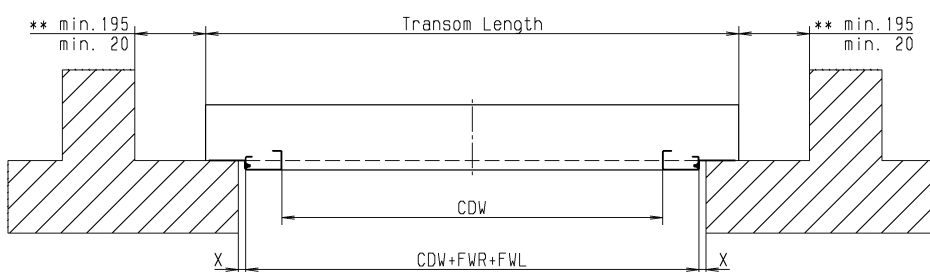 ** min.195
min. 20
Transom Length
** min.195
min. 20
CDW
X
CDW+FWR+FWL
X